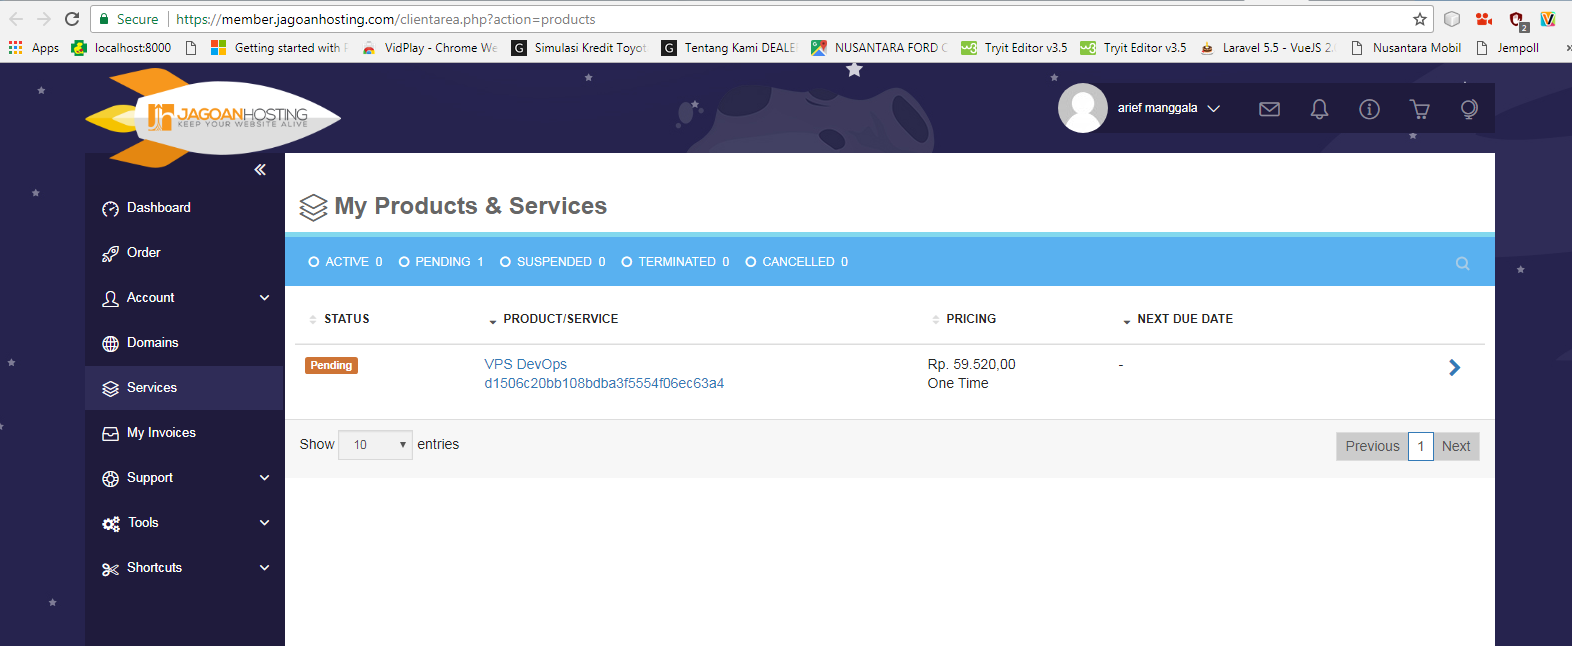 Secure https://member.jagoanhosting.com/clientarea.php?action=products
Apps localhost:8000 Getting started with VidPlay - Chrome We Simulasi Kredit Toyot Tentang Kami DEALE NUSANTARA FORD Tryit Editor v3.5 Tryit Editor v3.5 Laravel 5.5 - VueJS 2. Nusantara Mobil Jempoll
JAGOANHOSTING
KEEP YOUR WEBSITE ALIVE
arief manggala
Dashboard
Order
Account
Domains
Services
My Invoices
Support
Tools
Shortcuts
My Products & Services
ACTIVE 0 PENDING 1 SUSPENDED 0 TERMINATED 0 CANCELLED 0
STATUS PRODUCT/SERVICE PRICING NEXT DUE DATE
Pending VPS DevOps Rp. 59.520,00 -
d1506c20bb108bdba3f5554f06ec63a4 One Time
Show 10 entries Previous 1 Next
2